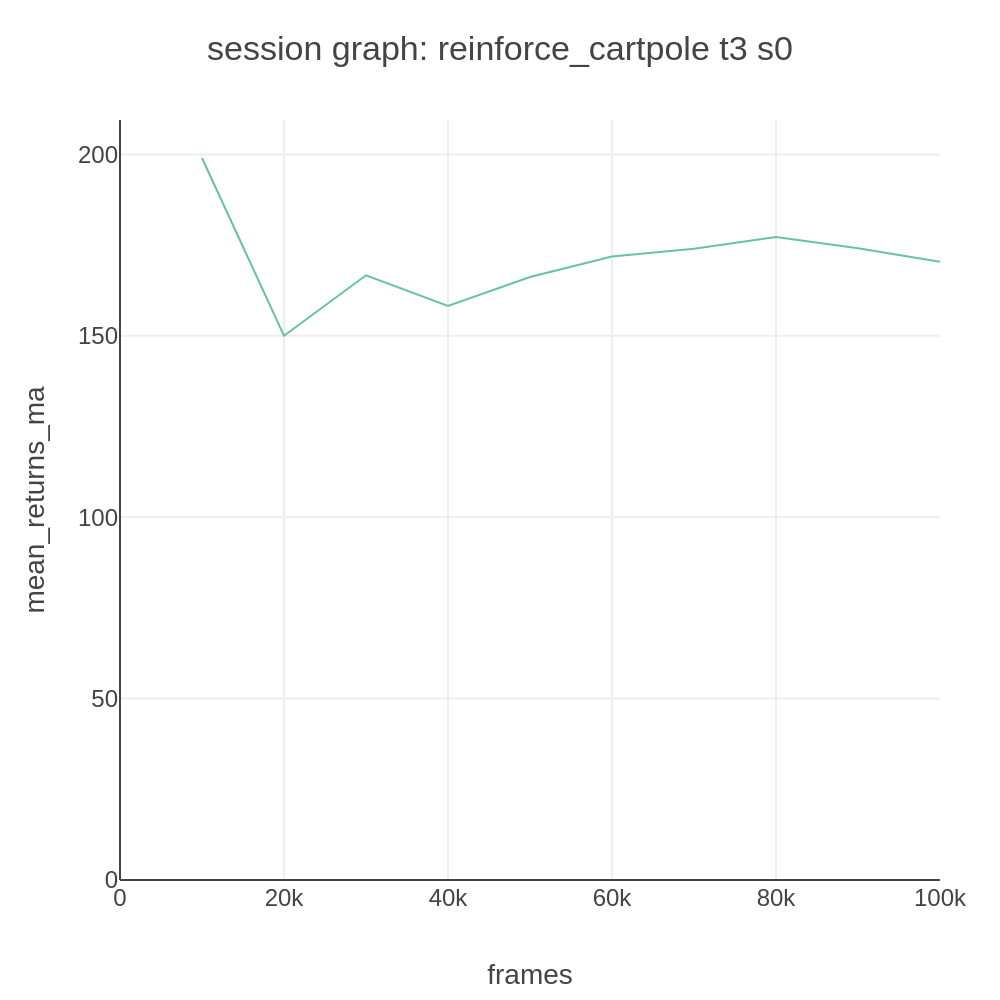 session graph: reinforce_cartpole t3 s0
mean_returns_ma
200
150
100
50
0
0 20k 40k 60k 80k 100k
frames